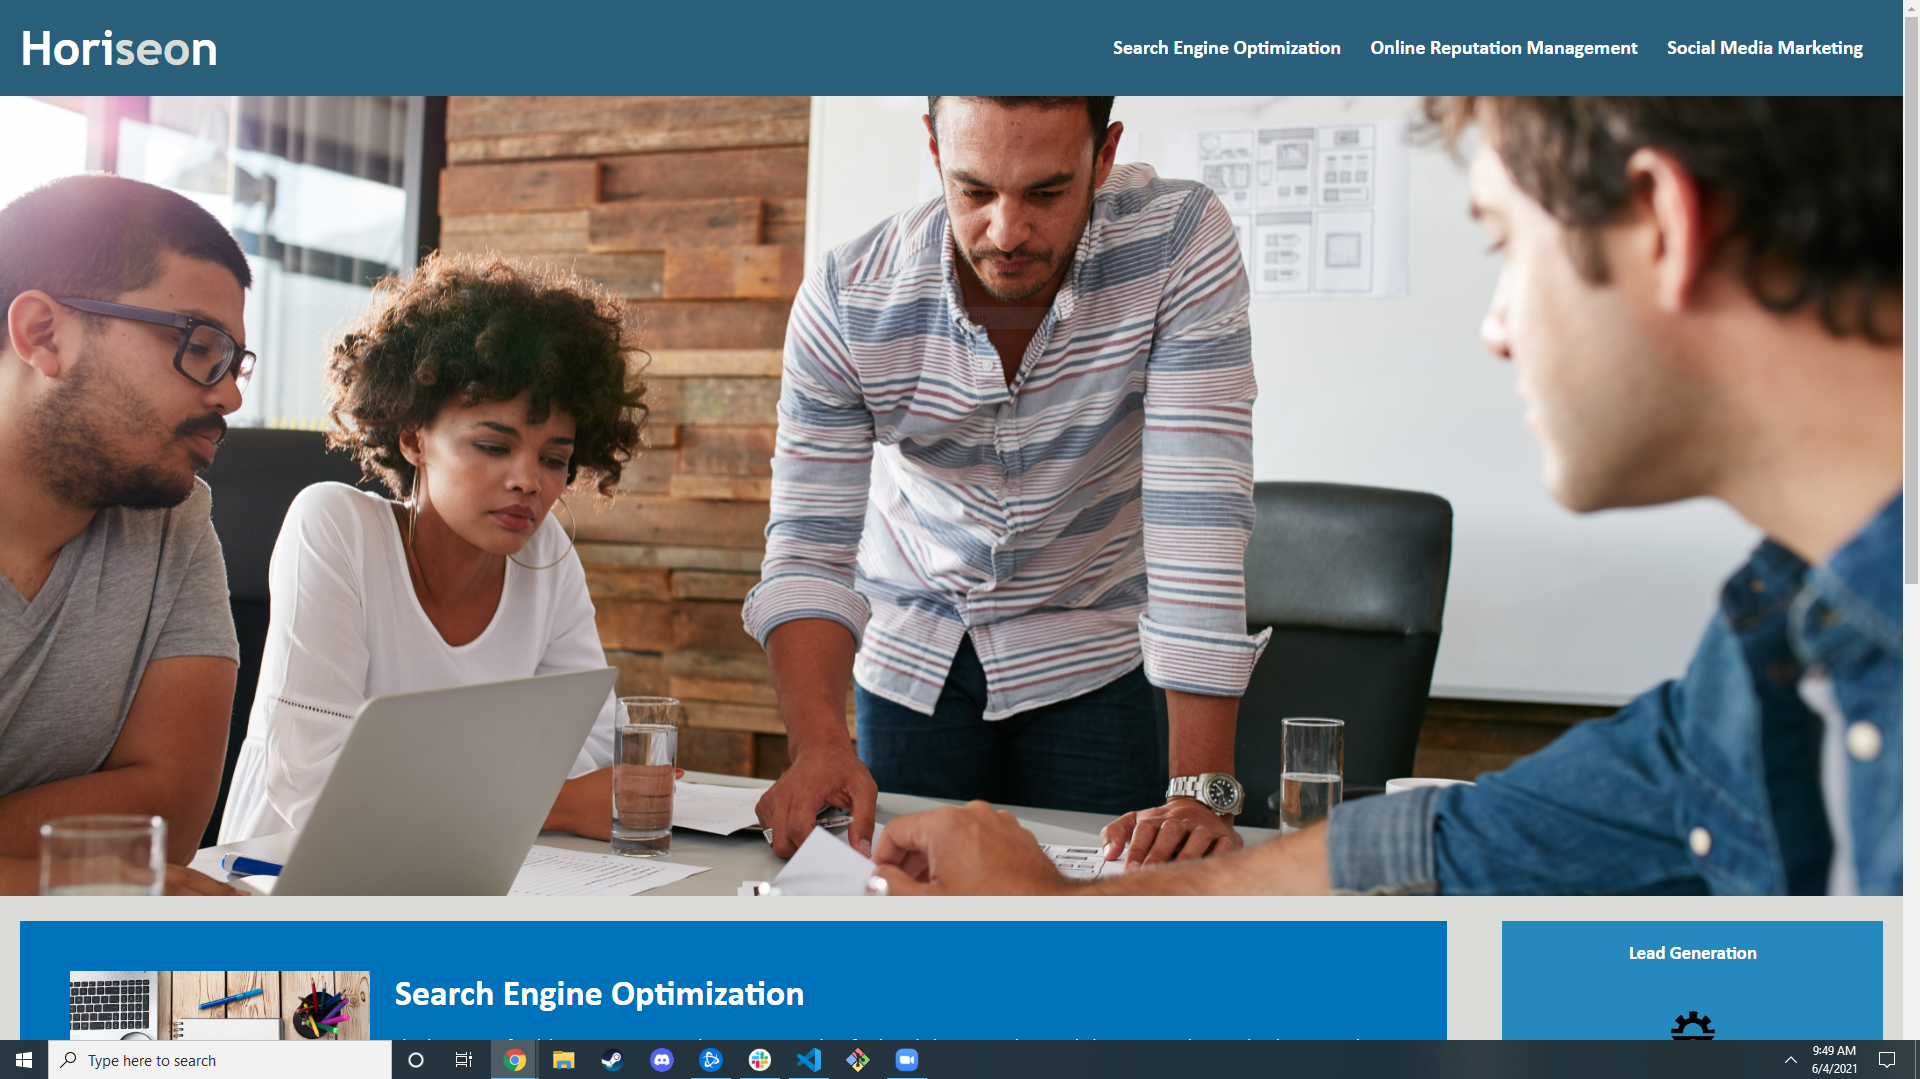 Horiseon
Search Engine Optimization Online Reputation Management Social Media Marketing
Search Engine Optimization
Lead Generation
Type here to search
9:49 AM
6/4/2021